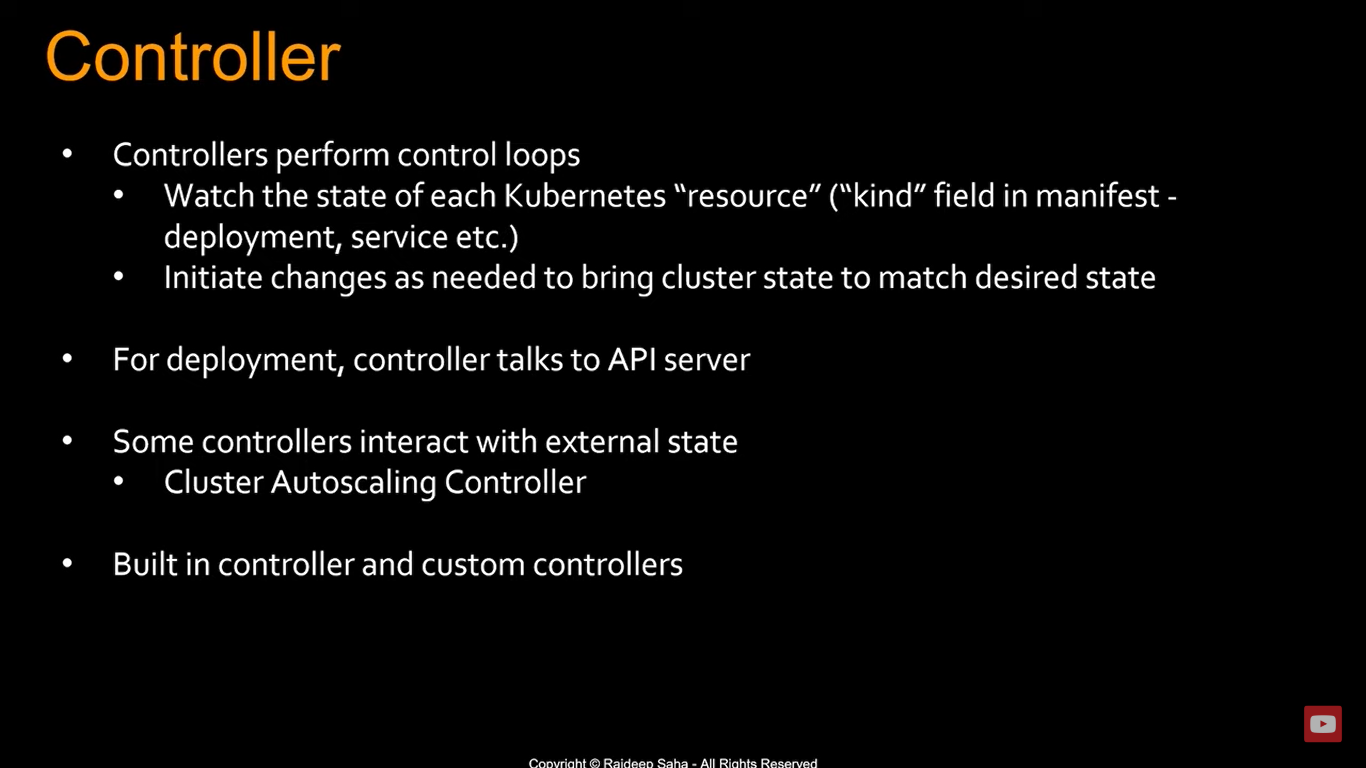 Controller
• Controllers perform control loops
• Watch the state of each Kubernetes “resource” (“kind” field in manifest -
deployment, service etc.)
• Initiate changes as needed to bring cluster state to match desired state
• For deployment, controller talks to API server
• Some controllers interact with external state
• Cluster Autoscaling Controller
• Built in controller and custom controllers
Copyright © Rajdeep Saha - All Rights Reserved